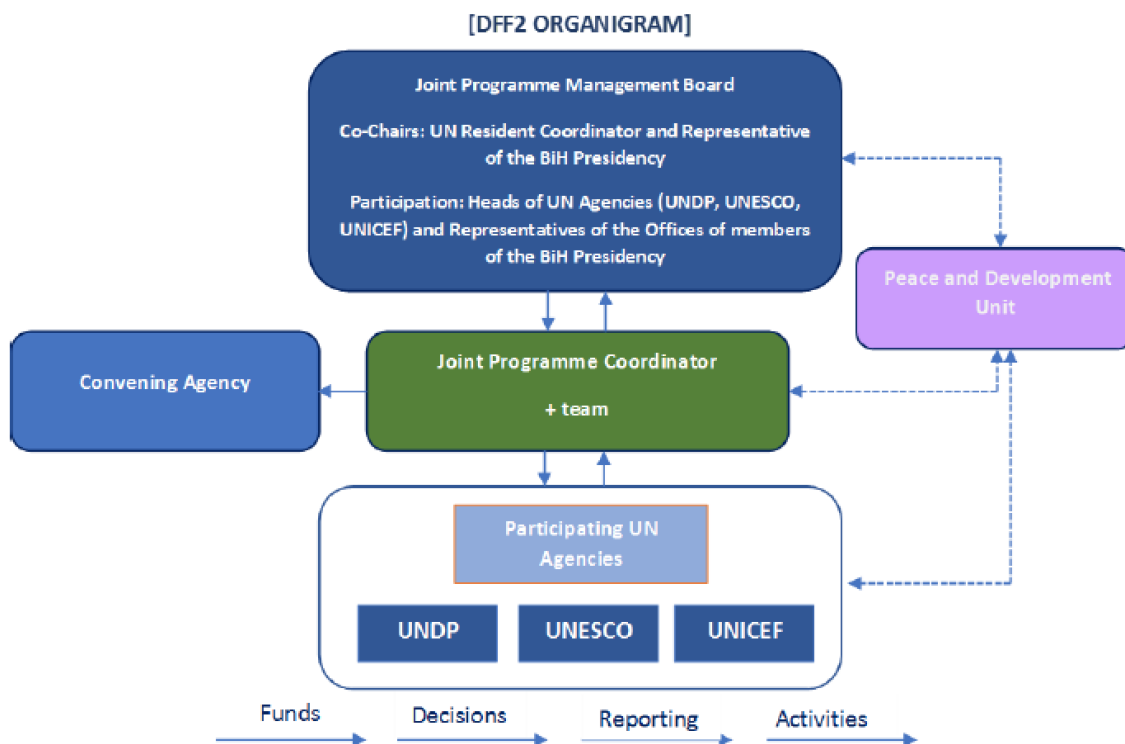 [DFF2 ORGANIGRAM]
Joint Programme Management Board
Co-Chairs: UN Resident Coordinator and Representative
of the BiH Presidency
Participation: Heads of UN Agencies (UNDP, UNESCO,
UNICEF) and Representatives of the Offices of members
of the BiH Presidency
Peace and Development
Unit
Convening Agency
Joint Programme Coordinator
+ team
Participating UN
Agencies
UNDP
UNESCO
UNICEF
Funds
Decisions
Reporting
Activities